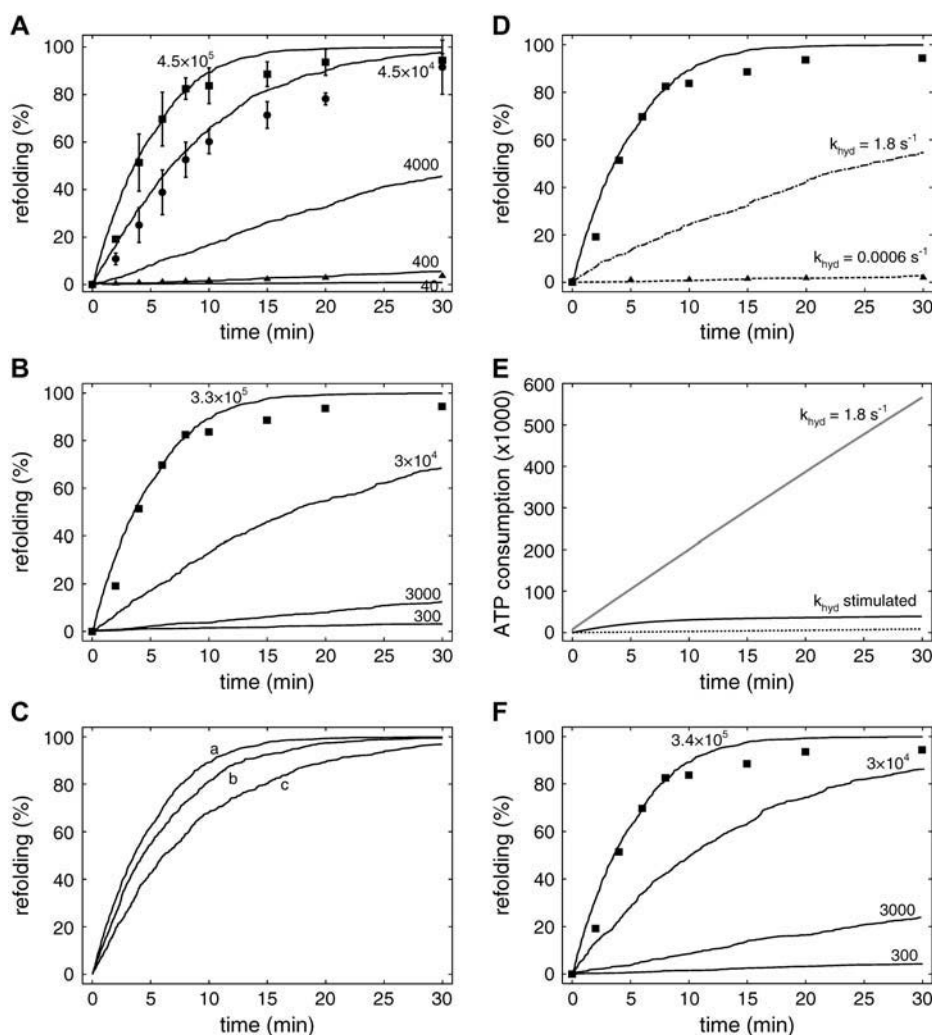 A
refolding (%)
100
80
60
40
20
0
4.5×10⁵
4.5×10⁴
4000
400
40
0 5 10 15 20 25 30
time (min)
D
refolding (%)
100
80
60
40
20
0
k_hyd = 1.8 s⁻¹
k_hyd = 0.0006 s⁻¹
0 5 10 15 20 25 30
time (min)
B
refolding (%)
100
80
60
40
20
0
3.3×10⁵
3×10⁴
3000
300
0 5 10 15 20 25 30
time (min)
E
ATP consumption (x1000)
600
500
400
300
200
100
0
k_hyd = 1.8 s⁻¹
k_hyd stimulated
0 5 10 15 20 25 30
time (min)
C
refolding (%)
100
80
60
40
20
0
a
b
c
0 5 10 15 20 25 30
time (min)
F
refolding (%)
100
80
60
40
20
0
3.4×10⁵
3×10⁴
3000
300
0 5 10 15 20 25 30
time (min)